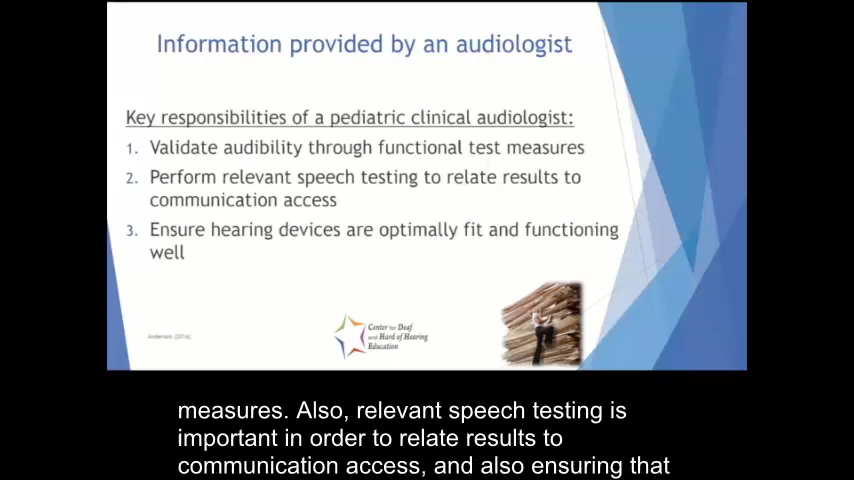 Information provided by an audiologist
Key responsibilities of a pediatric clinical audiologist:
1. Validate audibility through functional test measures
2. Perform relevant speech testing to relate results to
communication access
3. Ensure hearing devices are optimally fit and functioning
well
Anderson (2016)
Center for Deaf
and Hard of Hearing
Education
measures. Also, relevant speech testing is
important in order to relate results to
communication access, and also ensuring that